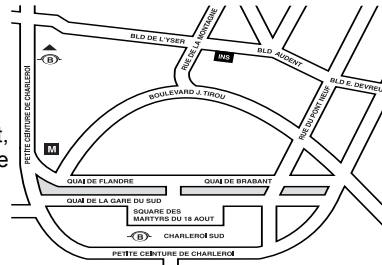 BLD DE L'YSER
RUE DE LA MONTAGNE
INS
BLD AUDENT
BLD E. DEVREU
B
PETITE CEINTURE DE CHARLEROI
BOULEVARD J. TIROU
RUE DU PONT NEUF
t,
e
M
QUAI DE FLANDRE
QUAI DE BRABANT
QUAI DE LA GARE DU SUD
SQUARE DES
MARTYRS DU 18 AOUT
B
CHARLEROI SUD
PETITE CEINTURE DE CHARLEROI